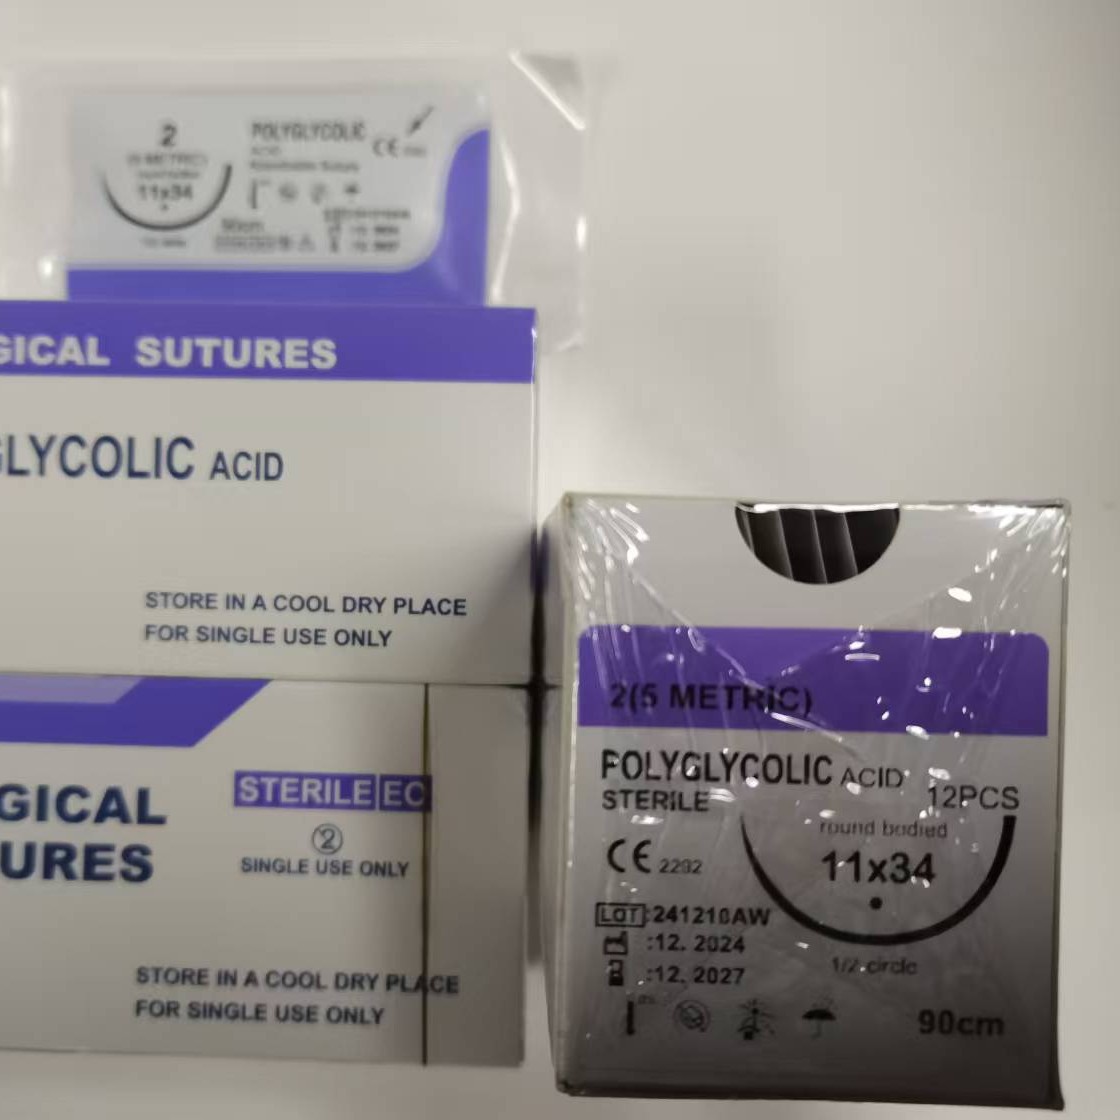 2
POLYGLYCOLIC
ACID
11x34
CE
90cm
GICAL SUTURES
GLYCOLIC ACID
STORE IN A COOL DRY PLACE
FOR SINGLE USE ONLY
GICAL
URES
STERILE EO
2
SINGLE USE ONLY
STORE IN A COOL DRY PLACE
FOR SINGLE USE ONLY
2(5 METRIC)
POLYGLYCOLIC ACID
STERILE
12PCS
round bodied
CE 2292
11x34
LOT :241210AW
:12. 2024
:12. 2027
1/2 circle
90cm